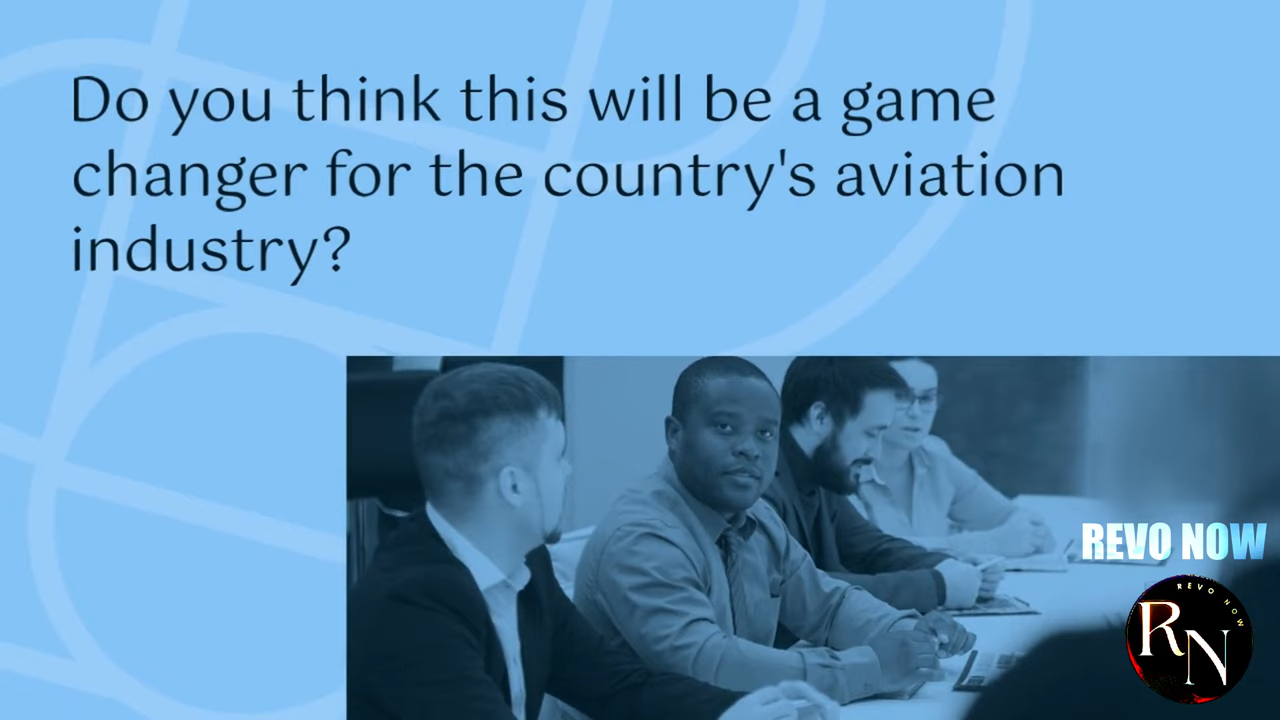 Do you think this will be a game
changer for the country's aviation
industry?
REVO NOW
REVO NOW
RN